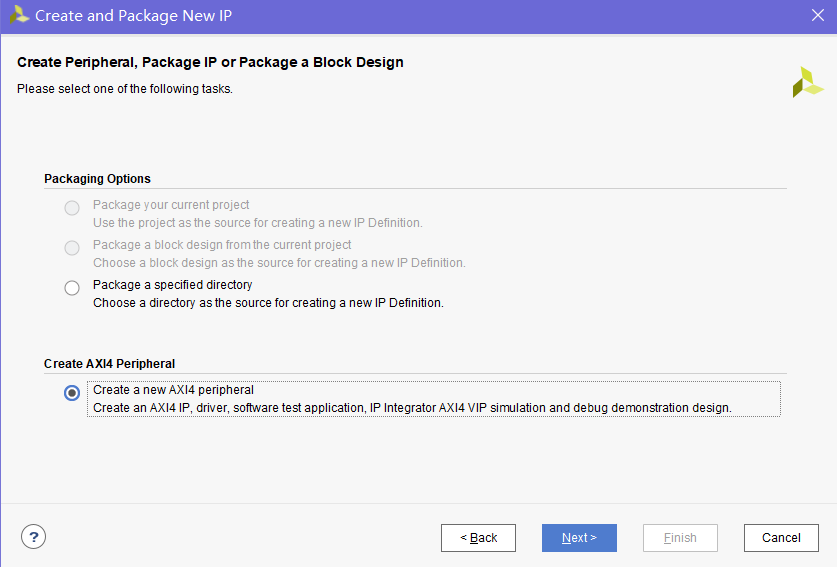 Create and Package New IP
Create Peripheral, Package IP or Package a Block Design
Please select one of the following tasks.
Packaging Options
Package your current project
Use the project as the source for creating a new IP Definition.
Package a block design from the current project
Choose a block design as the source for creating a new IP Definition.
Package a specified directory
Choose a directory as the source for creating a new IP Definition.
Create AXI4 Peripheral
Create a new AXI4 peripheral
Create an AXI4 IP, driver, software test application, IP Integrator AXI4 VIP simulation and debug demonstration design.
? < Back Next > Finish Cancel